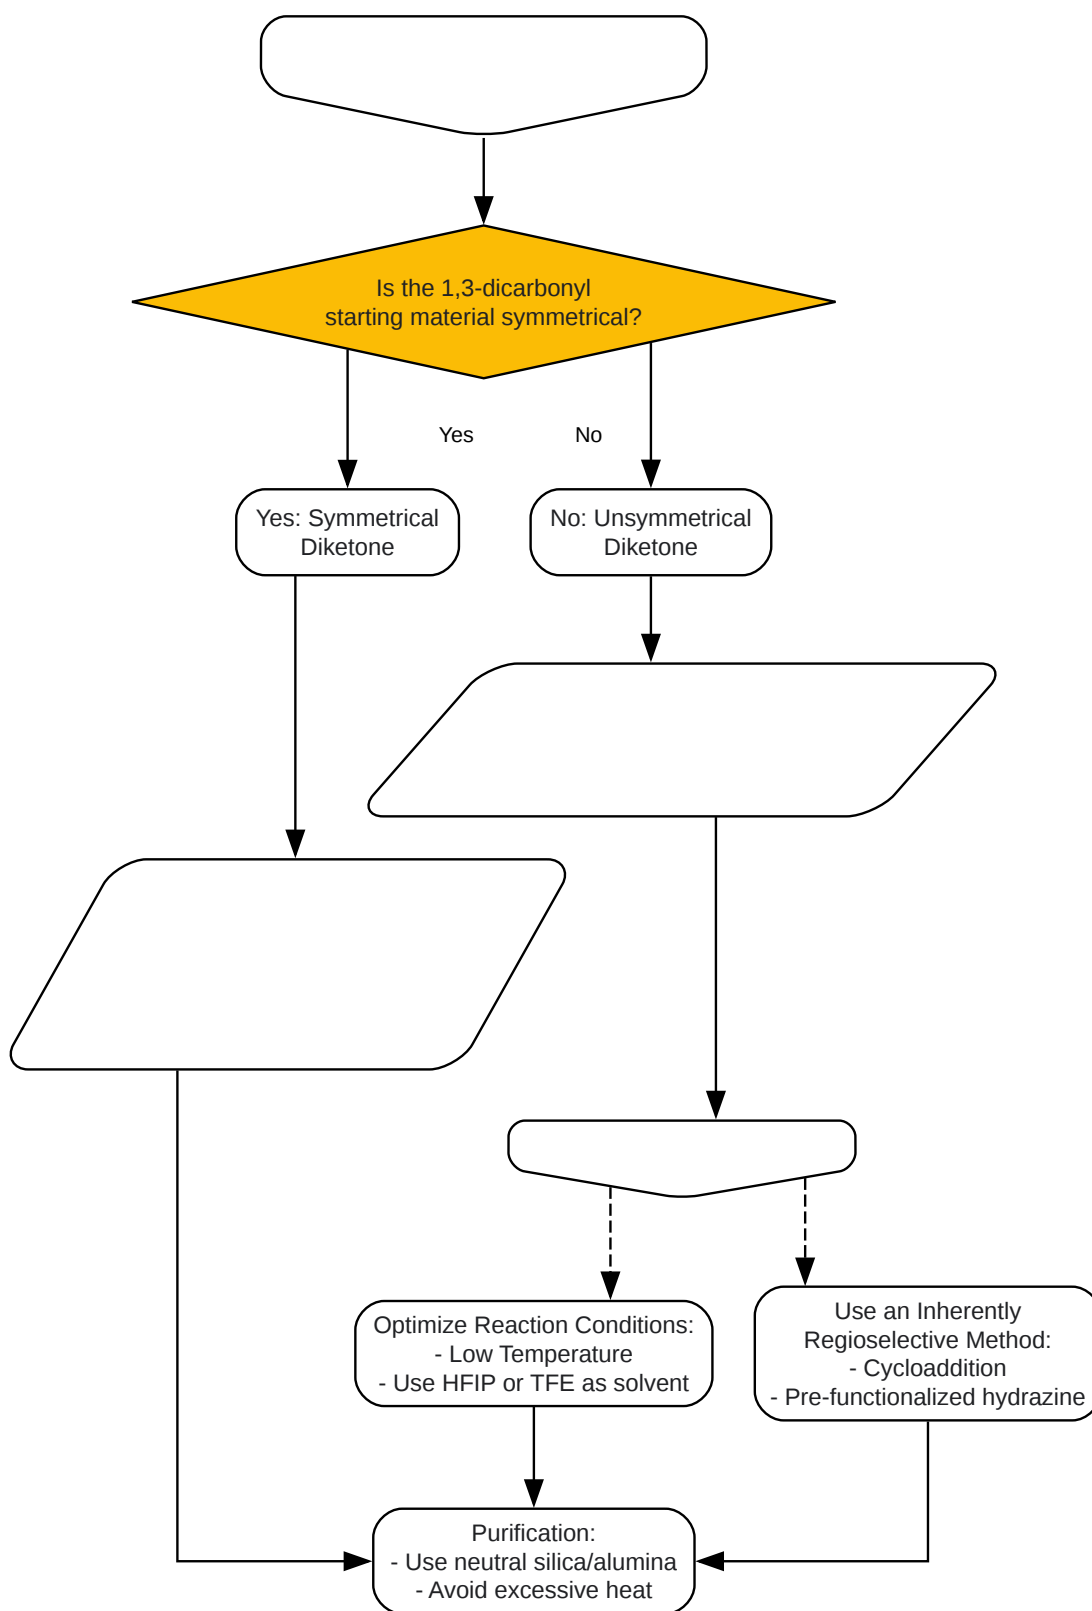 Is the 1,3-dicarbonyl
starting material symmetrical?
Yes
No
Yes: Symmetrical
Diketone
No: Unsymmetrical
Diketone
Optimize Reaction Conditions:
- Low Temperature
- Use HFIP or TFE as solvent
Use an Inherently
Regioselective Method:
- Cycloaddition
- Pre-functionalized hydrazine
Purification:
- Use neutral silica/alumina
- Avoid excessive heat